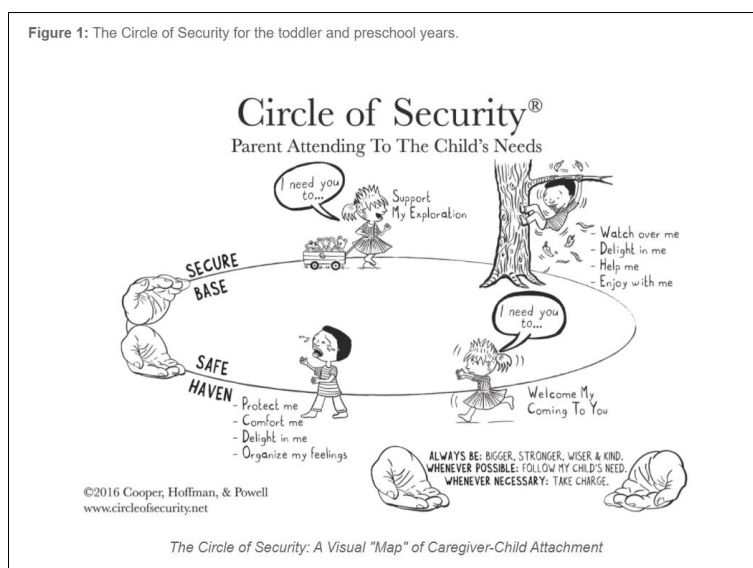 Figure 1: The Circle of Security for the toddler and preschool years.
Circle of Security®
Parent Attending To The Child's Needs
I need you
to...
Support
My Exploration
- Watch over me
- Delight in me
- Help me
- Enjoy with me
SECURE
BASE
I need you
to...
SAFE
HAVEN
- Protect me
- Comfort me
- Delight in me
- Organize my feelings
Welcome My
Coming To You
ALWAYS BE: BIGGER, STRONGER, WISER & KIND.
WHENEVER POSSIBLE: FOLLOW MY CHILD'S NEED.
WHENEVER NECESSARY: TAKE CHARGE.
©2016 Cooper, Hoffman, & Powell
www.circleofsecurity.net
The Circle of Security: A Visual "Map" of Caregiver-Child Attachment